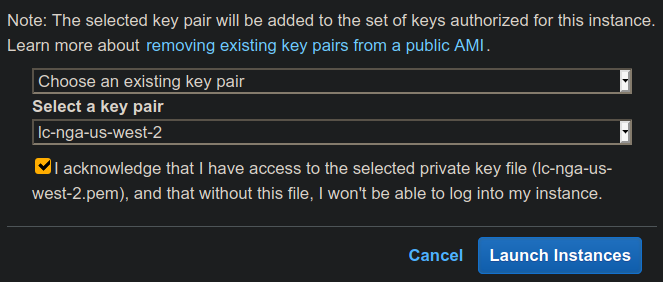 Note: The selected key pair will be added to the set of keys authorized for this instance.
Learn more about removing existing key pairs from a public AMI.
Choose an existing key pair
Select a key pair
lc-nga-us-west-2
I acknowledge that I have access to the selected private key file (lc-nga-us-
west-2.pem), and that without this file, I won't be able to log into my instance.
Cancel Launch Instances